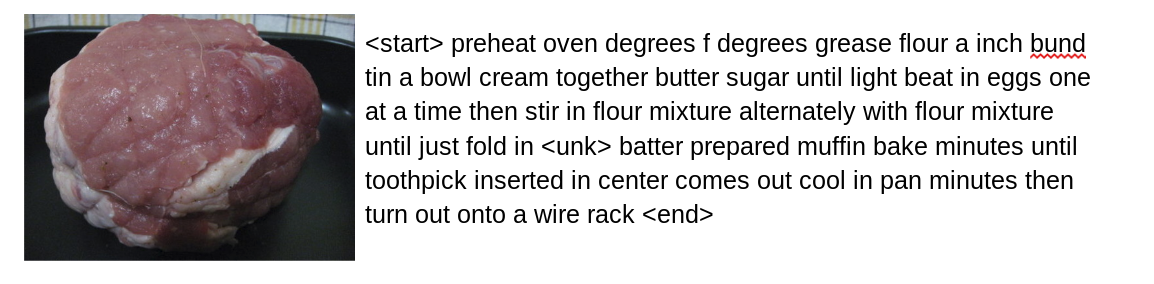 <start> preheat oven degrees f degrees grease flour a inch bund
tin a bowl cream together butter sugar until light beat in eggs one
at a time then stir in flour mixture alternately with flour mixture
until just fold in <unk> batter prepared muffin bake minutes until
toothpick inserted in center comes out cool in pan minutes then
turn out onto a wire rack <end>